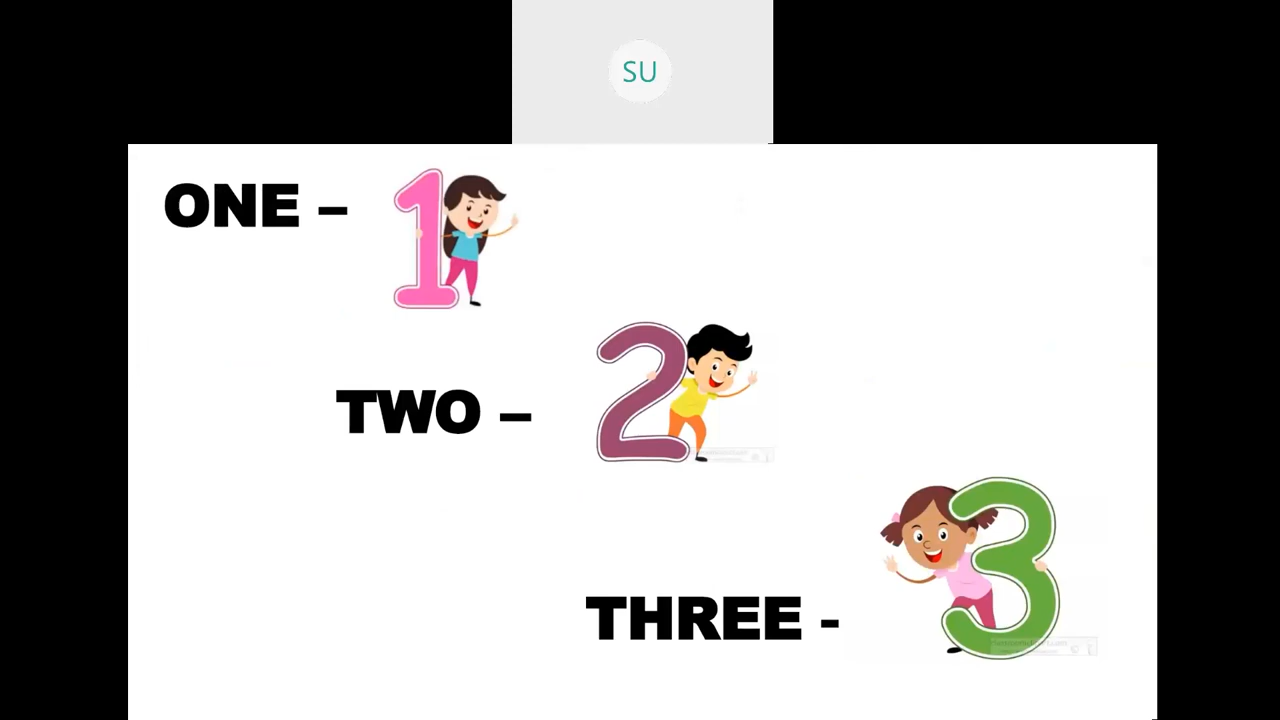 SU
ONE – 1
2
TWO –
3
THREE -